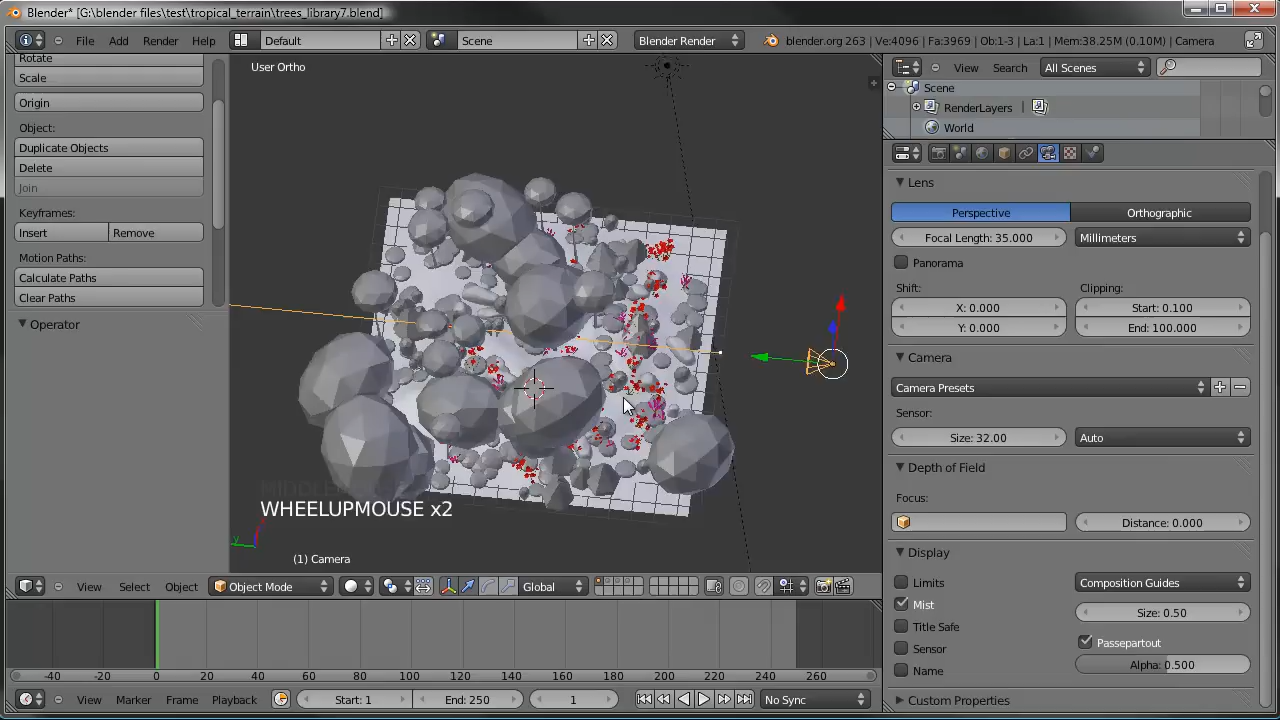 Blender* [G:\blender files\test\tropical_terrain\trees_library7.blend]
File Add Render Help Default Scene Blender Render blender.org 263 | Ve:4096 | Fa:3969 | Ob:1-3 | La:1 | Mem:38.25M (0.10M) | Camera
Rotate
Scale
Origin
Object:
Duplicate Objects
Delete
Join
Keyframes:
Insert Remove
Motion Paths:
Calculate Paths
Clear Paths
Operator
User Ortho
WHEELUPMOUSE x2
(1) Camera
View Select Object Object Mode Global
-40 -20 0 20 40 60 80 100 120 140 160 180 200 220 240 260
View Marker Frame Playback Start: 1 End: 250 1 No Sync
View Search All Scenes
Scene
RenderLayers |
World
Lens
Perspective Orthographic
Focal Length: 35.000 Millimeters
Panorama
Shift: Clipping:
X: 0.000 Start: 0.100
Y: 0.000 End: 100.000
Camera
Camera Presets
Sensor:
Size: 32.00 Auto
Depth of Field
Focus:
Distance: 0.000
Display
Limits Composition Guides
Mist Size: 0.50
Title Safe
Sensor Passepartout
Name Alpha: 0.500
Custom Properties